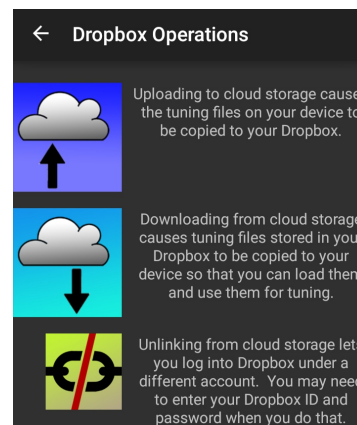 Dropbox Operations
Uploading to cloud storage cause
the tuning files on your device to
be copied to your Dropbox.
Downloading from cloud storage
causes tuning files stored in you
Dropbox to be copied to your
device so that you can load them
and use them for tuning.
Unlinking from cloud storage lets
you log into Dropbox under a
different account. You may need
to enter your Dropbox ID and
password when you do that.